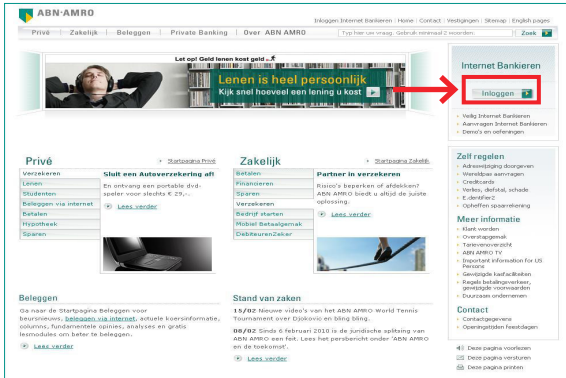 ABN·AMRO
Inloggen Internet Bankieren | Home | Contact | Vestigingen | Sitemap | English pages
Privé | Zakelijk | Beleggen | Private Banking | Over ABN AMRO
Typ hier uw vraag. Gebruik minimaal 2 woorden.
Zoek
Let op! Geld lenen kost geld
Lenen is heel persoonlijk
Kijk snel hoeveel een lening u kost
Internet Bankieren
Inloggen
Veilig Internet Bankieren
Aanvragen Internet Bankieren
Demo's en oefeningen
Privé
Startpagina Privé
Verzekeren
Lenen
Studenten
Beleggen via internet
Betalen
Hypotheek
Sparen
Sluit een Autoverzekering af!
En ontvang een portable dvd-
speler voor slechts € 29,-.
Lees verder
Zakelijk
Startpagina Zakelijk
Betalen
Financieren
Sparen
Verzekeren
Bedrijf starten
Mobiel Betaalgemak
Debiteurenzeker
Partner in verzekeren
Risico's beperken of afdekken?
ABN AMRO biedt u altijd de juiste
oplossing.
Lees verder
Zelf regelen
Adreswijziging doorgeven
Wereldpas aanvragen
Creditcards
Verlies, diefstal, schade
E.dentifier2
Opheffen spaarrekening
Meer informatie
Klant worden
Overstapgemak
Tarievenoverzicht
ABN AMRO TV
Important Information for US
Persons
Gewijzigde kasfaciliteiten
Regels betalingsverkeer,
gewijzigde voorwaarden
Duurzaam ondernemen
Contact
Contactgegevens
Openingstijden feestdagen
Deze pagina voorlezen
Deze pagina versturen
Deze pagina printen
Beleggen
Ga naar de Startpagina Beleggen voor
beursnieuws, beleggen via internet, actuele koersinformatie,
columns, fundamentele opinies, analyses en gratis
lesmodules om beter te beleggen.
Lees verder
Stand van zaken
15/02 Nieuwe video's van het ABN AMRO World Tennis
Tournament over Djokovic en bling bling.
08/02 Sinds 6 februari 2010 is de juridische splitsing van
ABN AMRO een feit. Lees het persbericht onder 'ABN AMRO
en de toekomst'.
Lees verder